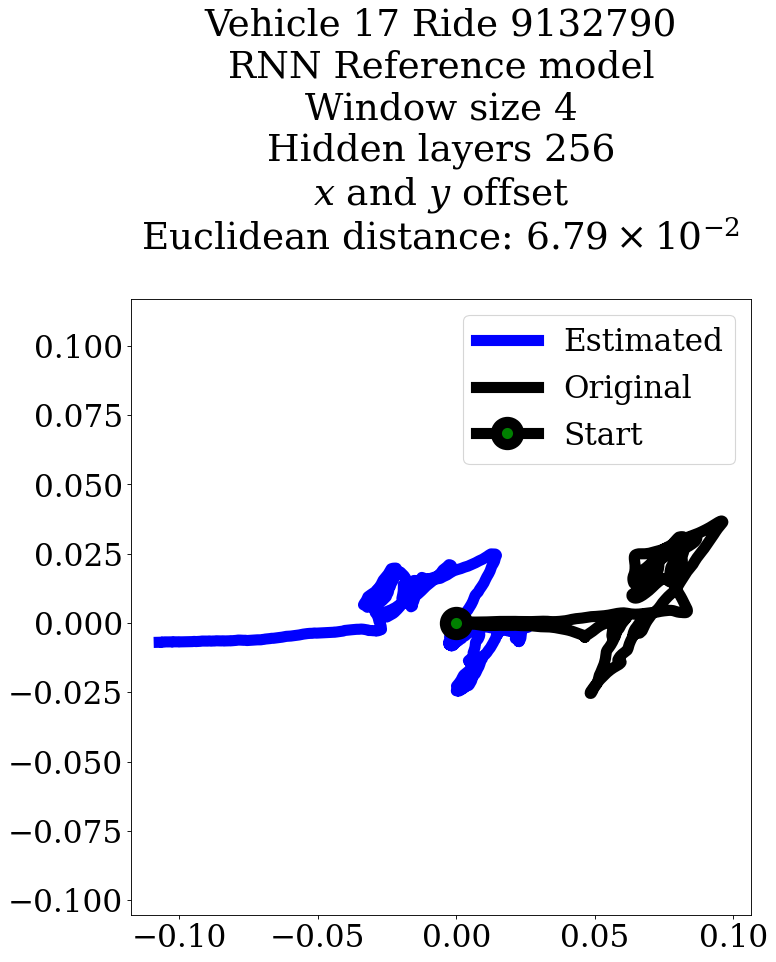 Vehicle 17 Ride 9132790
RNN Reference model
Window size 4
Hidden layers 256
x and y offset
Euclidean distance: 6.79 × 10⁻²
Estimated
Original
Start
0.100
0.075
0.050
0.025
0.000
−0.025
−0.050
−0.075
−0.100
−0.10 −0.05 0.00 0.05 0.10